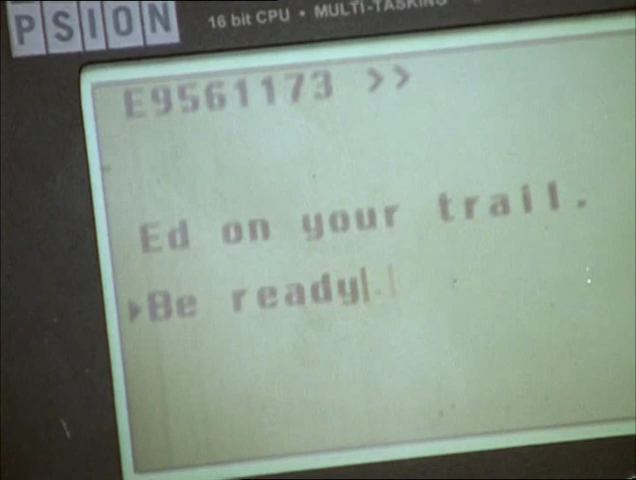 PSION 16 bit CPU • MULTI-TASKING
E9561173 >>
Ed on your trail.
Be ready.